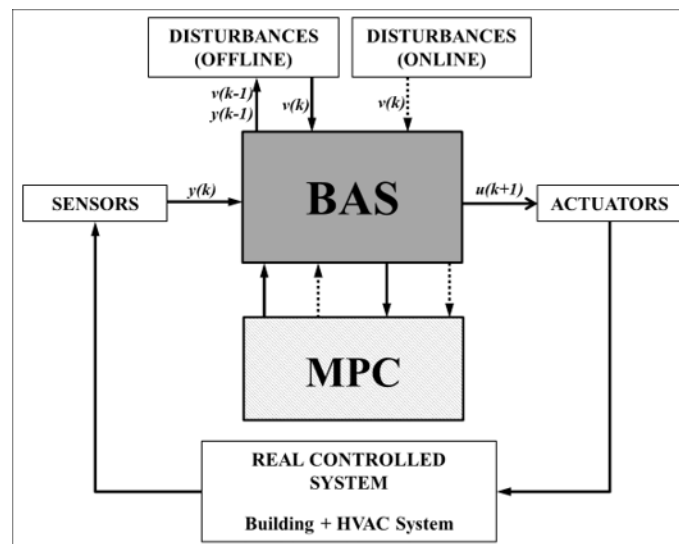 DISTURBANCES
(OFFLINE)
DISTURBANCES
(ONLINE)
v(k-1)
y(k-1)
v(k)
v(k)
SENSORS
y(k)
BAS
u(k+1)
ACTUATORS
MPC
REAL CONTROLLED
SYSTEM
Building + HVAC System